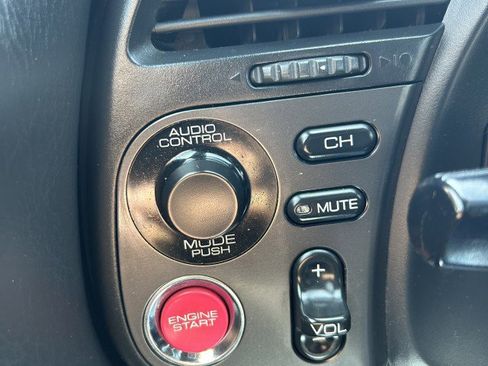 AUDIO
CONTROL
CH
MUTE
MODE
PUSH
+
ENGINE
START
VOL